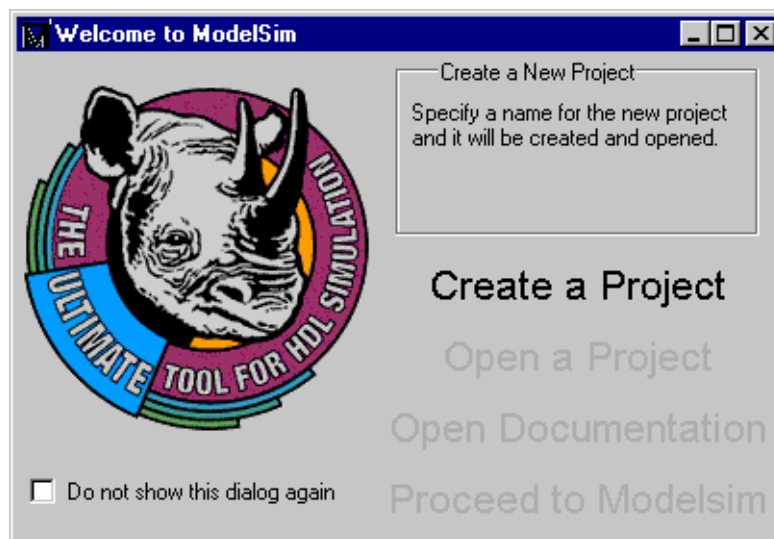 Welcome to ModelSim
THE
ULTIMATE
TOOL FOR HDL SIMULATION
Create a New Project
Specify a name for the new project
and it will be created and opened.
Create a Project
Open a Project
Open Documentation
Proceed to Modelsim
Do not show this dialog again